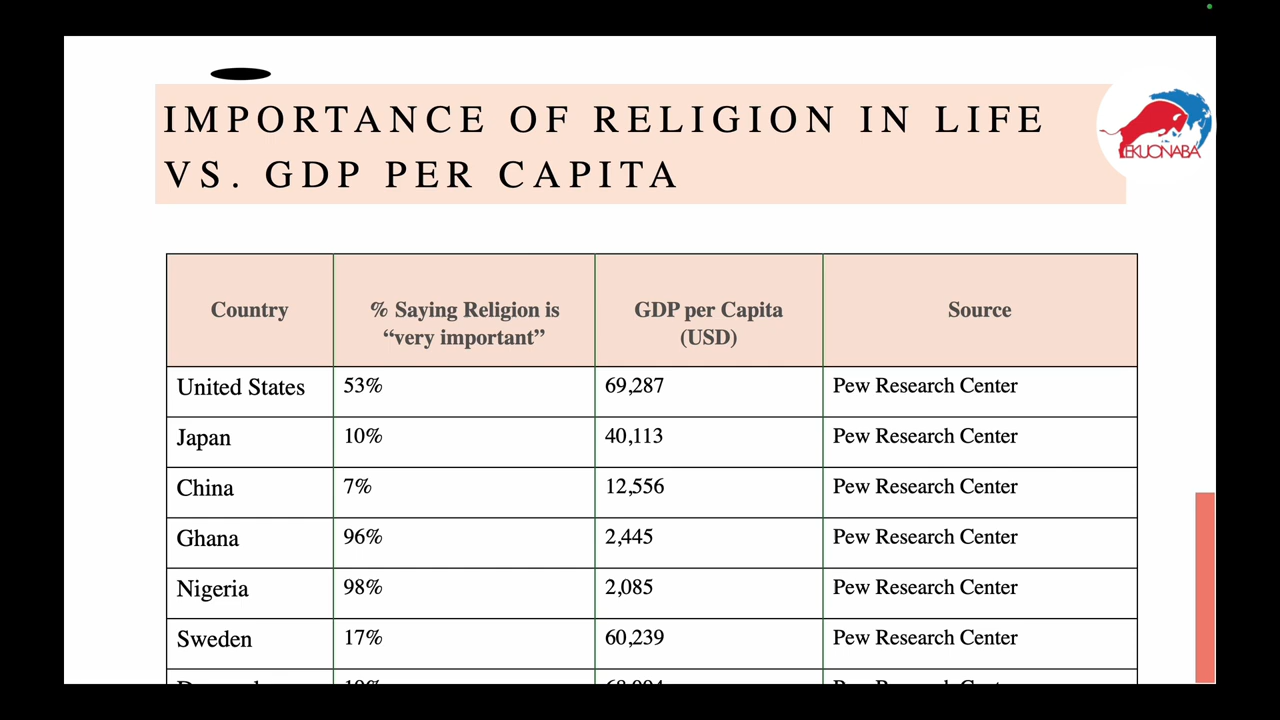 IMPORTANCE OF RELIGION IN LIFE
VS. GDP PER CAPITA
EKUONABA
Country % Saying Religion is “very important” GDP per Capita (USD) Source
United States 53% 69,287 Pew Research Center
Japan 10% 40,113 Pew Research Center
China 7% 12,556 Pew Research Center
Ghana 96% 2,445 Pew Research Center
Nigeria 98% 2,085 Pew Research Center
Sweden 17% 60,239 Pew Research Center